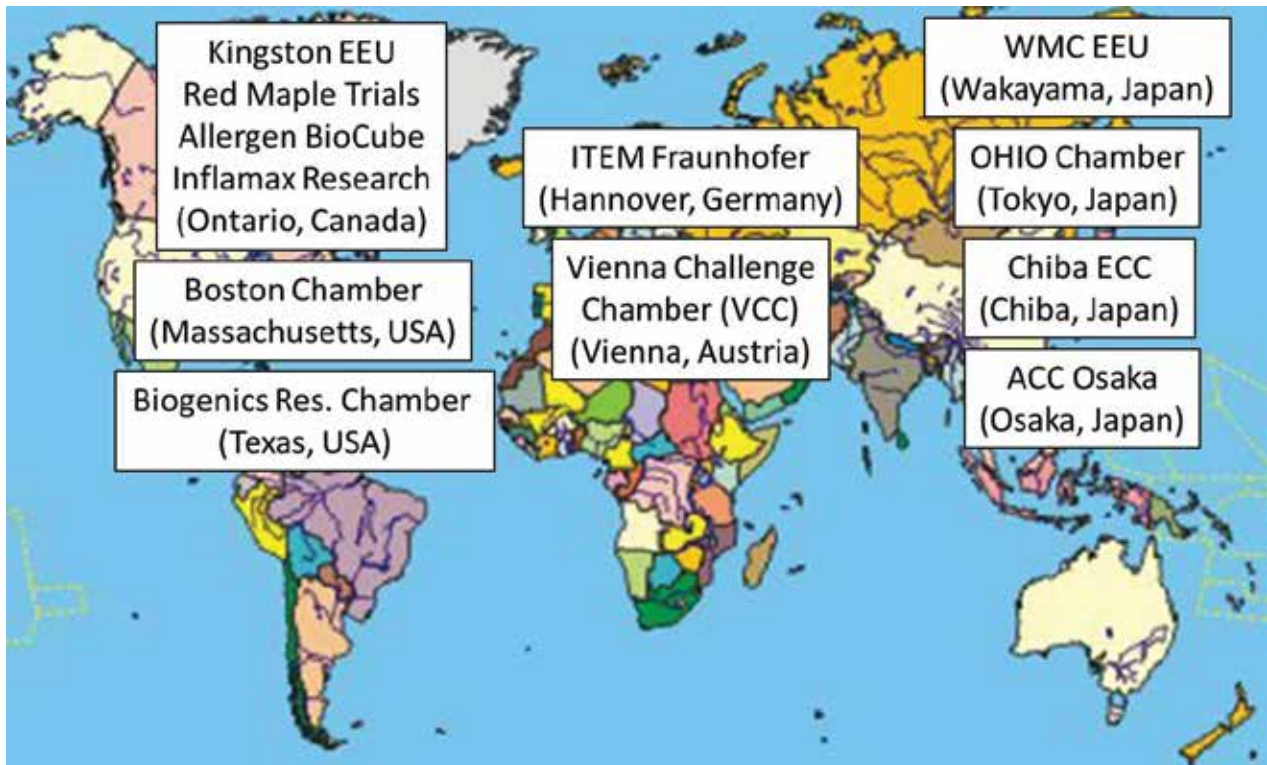 Kingston EEU
Red Maple Trials
Allergen BioCube
Inflamax Research
(Ontario, Canada)
Boston Chamber
(Massachusetts, USA)
Biogenics Res. Chamber
(Texas, USA)
ITEM Fraunhofer
(Hannover, Germany)
Vienna Challenge
Chamber (VCC)
(Vienna, Austria)
WMC EEU
(Wakayama, Japan)
OHIO Chamber
(Tokyo, Japan)
Chiba ECC
(Chiba, Japan)
ACC Osaka
(Osaka, Japan)